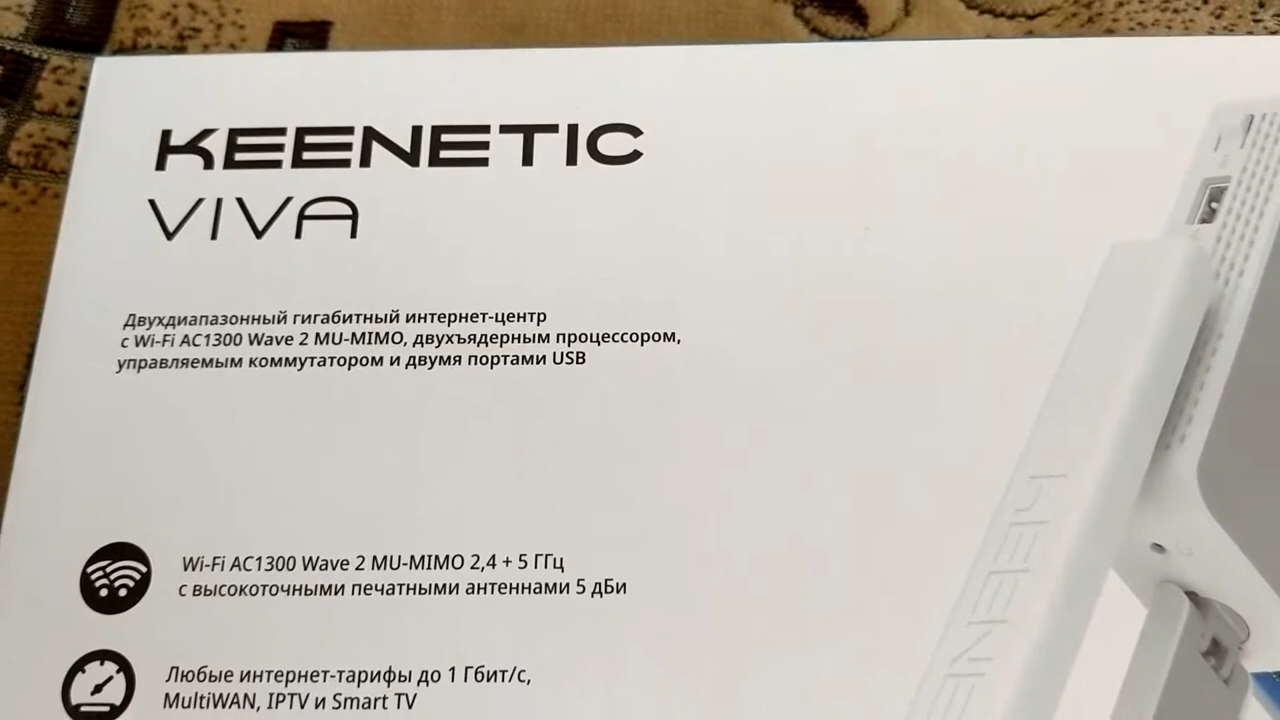 KEENETIC
VIVA
Двухдиапазонный гигабитный интернет-центр
с Wi-Fi AC1300 Wave 2 MU-MIMO, двухъядерным процессором,
управляемым коммутатором и двумя портами USB
Wi-Fi AC1300 Wave 2 MU-MIMO 2,4 + 5 ГГц
с высокоточными печатными антеннами 5 дБи
Любые интернет-тарифы до 1 Гбит/с,
MultiWAN, IPTV и Smart TV
KEENE